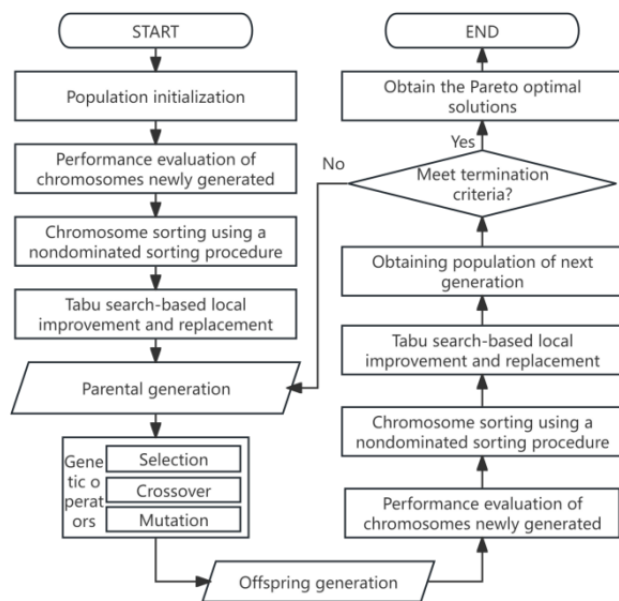 START
Population initialization
Performance evaluation of
chromosomes newly generated
Chromosome sorting using a
nondominated sorting procedure
Tabu search-based local
improvement and replacement
Parental generation
Gene
tic o
perat
ors
Selection
Crossover
Mutation
Offspring generation
Performance evaluation of
chromosomes newly generated
Chromosome sorting using a
nondominated sorting procedure
Tabu search-based local
improvement and replacement
Obtaining population of next
generation
Meet termination
criteria?
No
Yes
Obtain the Pareto optimal
solutions
END